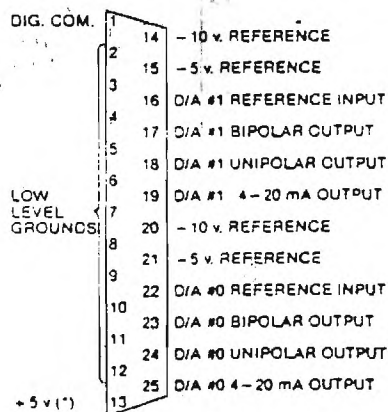 DIG. COM. 1
14 – 10 v. REFERENCE
2
15 – 5 v. REFERENCE
3
16 D/A #1 REFERENCE INPUT
4
17 D/A #1 BIPOLAR OUTPUT
5
18 D/A #1 UNIPOLAR OUTPUT
6
19 D/A #1 4 – 20 mA OUTPUT
LOW
LEVEL
GROUNDS
7
20 – 10 v. REFERENCE
8
21 – 5 v. REFERENCE
9
22 D/A #0 REFERENCE INPUT
10
23 D/A #0 BIPOLAR OUTPUT
11
24 D/A #0 UNIPOLAR OUTPUT
12
25 D/A #0 4 – 20 mA OUTPUT
+ 5 v (*) 13